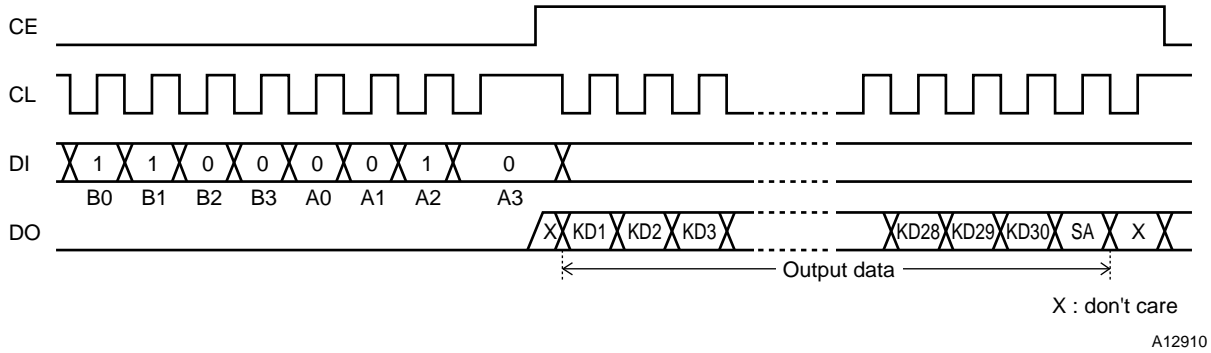 CE
CL
DI 1 1 0 0 0 0 1 0
B0 B1 B2 B3 A0 A1 A2 A3
DO X KD1 KD2 KD3 KD28 KD29 KD30 SA X
Output data
X : don't care
A12910